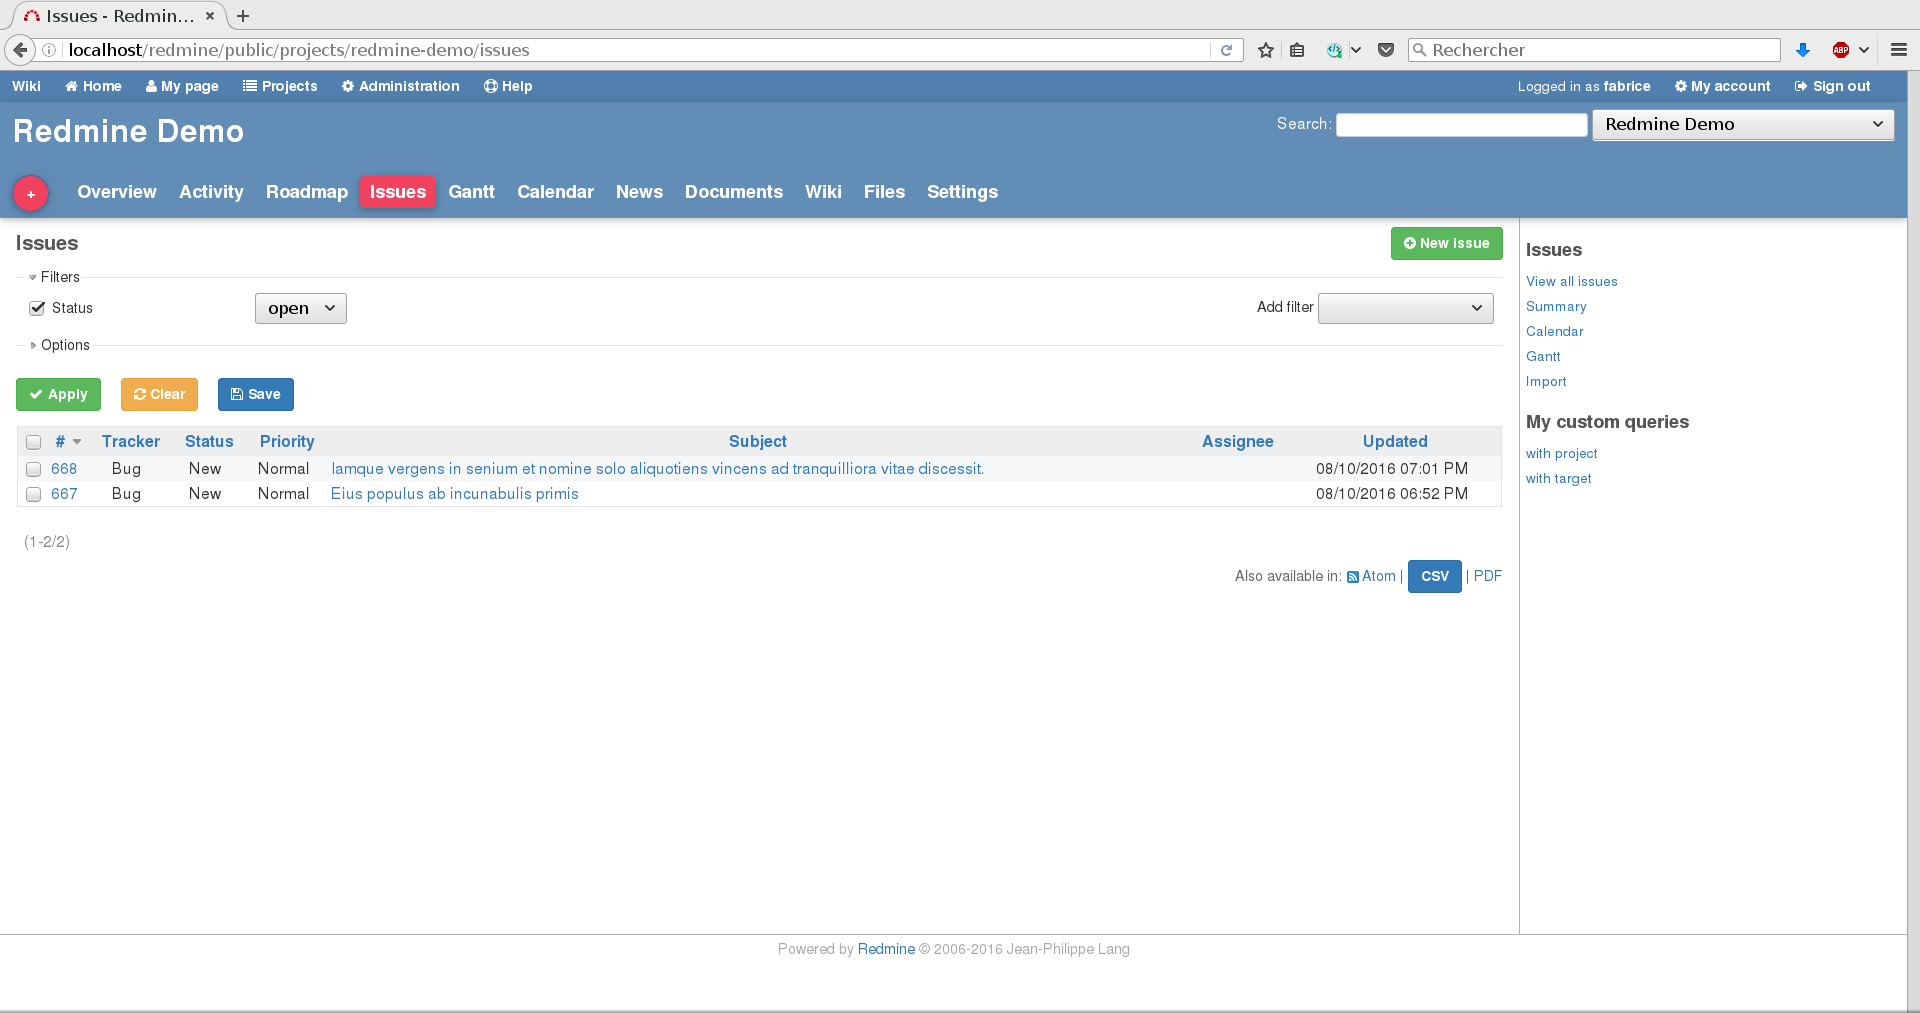 Issues - Redmin...
localhost/redmine/public/projects/redmine-demo/issues
Rechercher
ABP
Wiki Home My page Projects Administration Help
Logged in as fabrice My account Sign out
Redmine Demo
Search: Redmine Demo
+ Overview Activity Roadmap Issues Gantt Calendar News Documents Wiki Files Settings
Issues
New issue
Filters
Status open Add filter
Options
Apply Clear Save
# Tracker Status Priority Subject Assignee Updated
668 Bug New Normal Iamque vergens in senium et nomine solo aliquotiens vincens ad tranquilliora vitae discessit. 08/10/2016 07:01 PM
667 Bug New Normal Eius populus ab incunabulis primis 08/10/2016 06:52 PM
(1-2/2)
Also available in: Atom | CSV | PDF
Issues
View all issues
Summary
Calendar
Gantt
Import
My custom queries
with project
with target
Powered by Redmine © 2006-2016 Jean-Philippe Lang